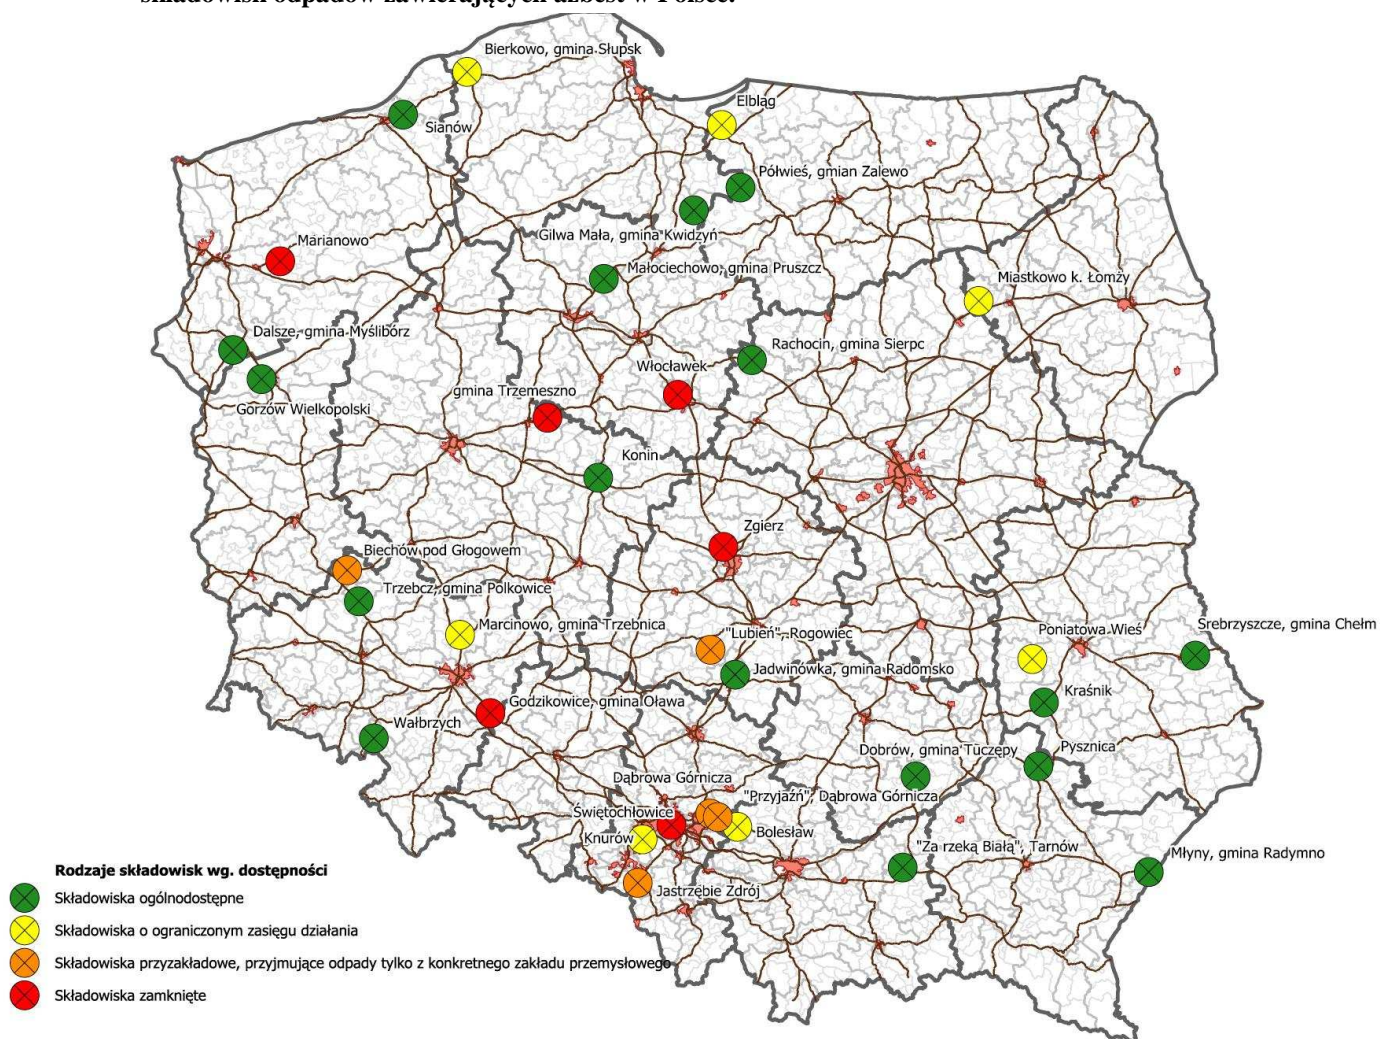 składowisk odpadów zawierających azbest w Polsce.
Bierkowo, gmina Słupsk
Elbląg
Sianów
Półwieś, gmian Zalewo
Gilwa Mała, gmina Kwidzyń
Marianowo
Małociechowo, gmina Pruszcz
Miastkowo k. Łomży
Dalsze, gmina Myślibórz
Rachocin, gmina Sierpc
Włocławek
gmina Trzemeszno
Gorzów Wielkopolski
Konin
Zgierz
Biechów pod Głogowem
Trzebcz, gmina Polkowice
Marcinowo, gmina Trzebnica
"Lubień", Rogowiec
Poniatowa Wieś
Srebrzyszcze, gmina Chełm
Jadwinówka, gmina Radomsko
Kraśnik
Godzikowice, gmina Oława
Wałbrzych
Dobrów, gmina Tuczępy
Pysznica
Dąbrowa Górnicza
"Przyjaźń", Dąbrowa Górnicza
Świętochłowice
Bolesław
Knurów
"Za rzeką Białą", Tarnów
Młyny, gmina Radymno
Jastrzębie Zdrój
Rodzaje składowisk wg. dostępności
Składowiska ogólnodostępne
Składowiska o ograniczonym zasięgu działania
Składowiska przyzakładowe, przyjmujące odpady tylko z konkretnego zakładu przemysłowego
Składowiska zamknięte